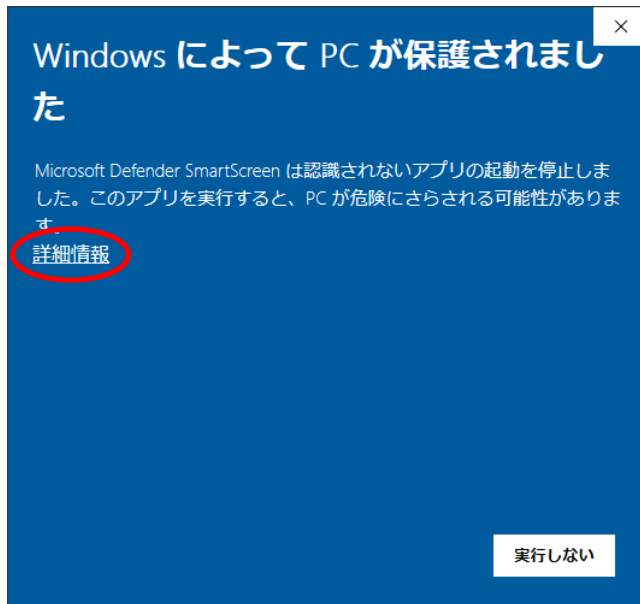 Windows によって PC が保護されまし
た
Microsoft Defender SmartScreen は認識されないアプリの起動を停止しま
した。このアプリを実行すると、PC が危険にさらされる可能性がありま
す。
詳細情報
実行しない